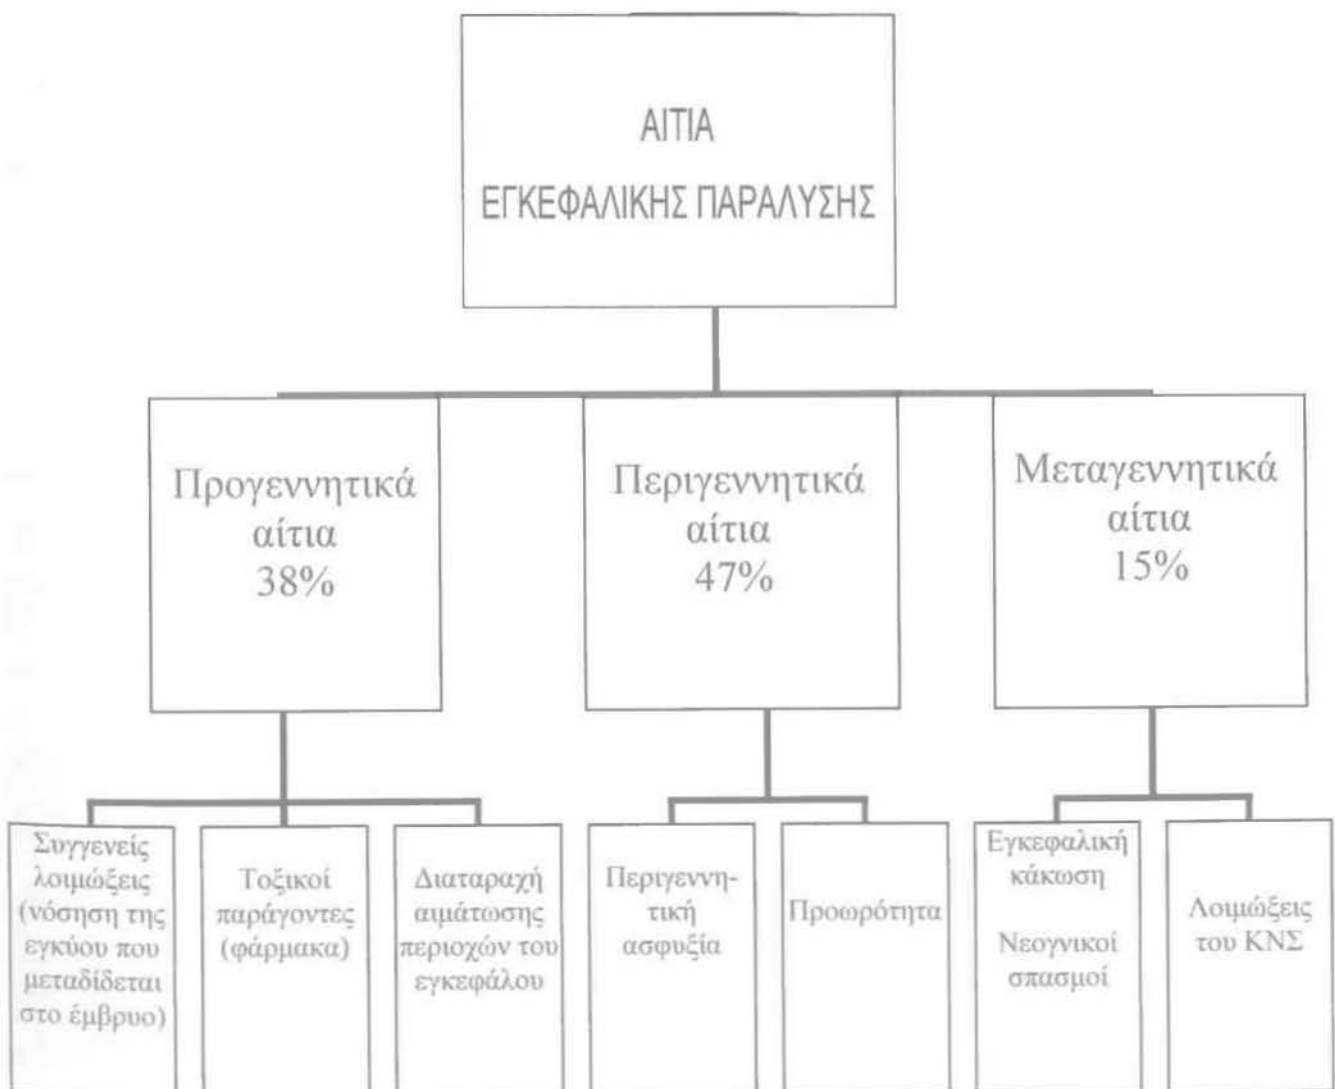 ΑΙΤΙΑ
ΕΓΚΕΦΑΛΙΚΗΣ ΠΑΡΑΛΥΣΗΣ
Προγεννητικά
αίτια
38%
Περιγεννητικά
αίτια
47%
Μεταγεννητικά
αίτια
15%
Συγγενείς
λοιμώξεις
(νόσηση της
εγκύου που
μεταδίδεται
στο έμβρυο)
Τοξικοί
παράγοντες
(φάρμακα)
Διαταραχή
αιμάτωσης
περιοχών του
εγκεφάλου
Περιγεννη-
τική
ασφυξία
Προωρότητα
Εγκεφαλική
κάκωση
Νεογνικοί
σπασμοί
Λοιμώξεις
του ΚΝΣ